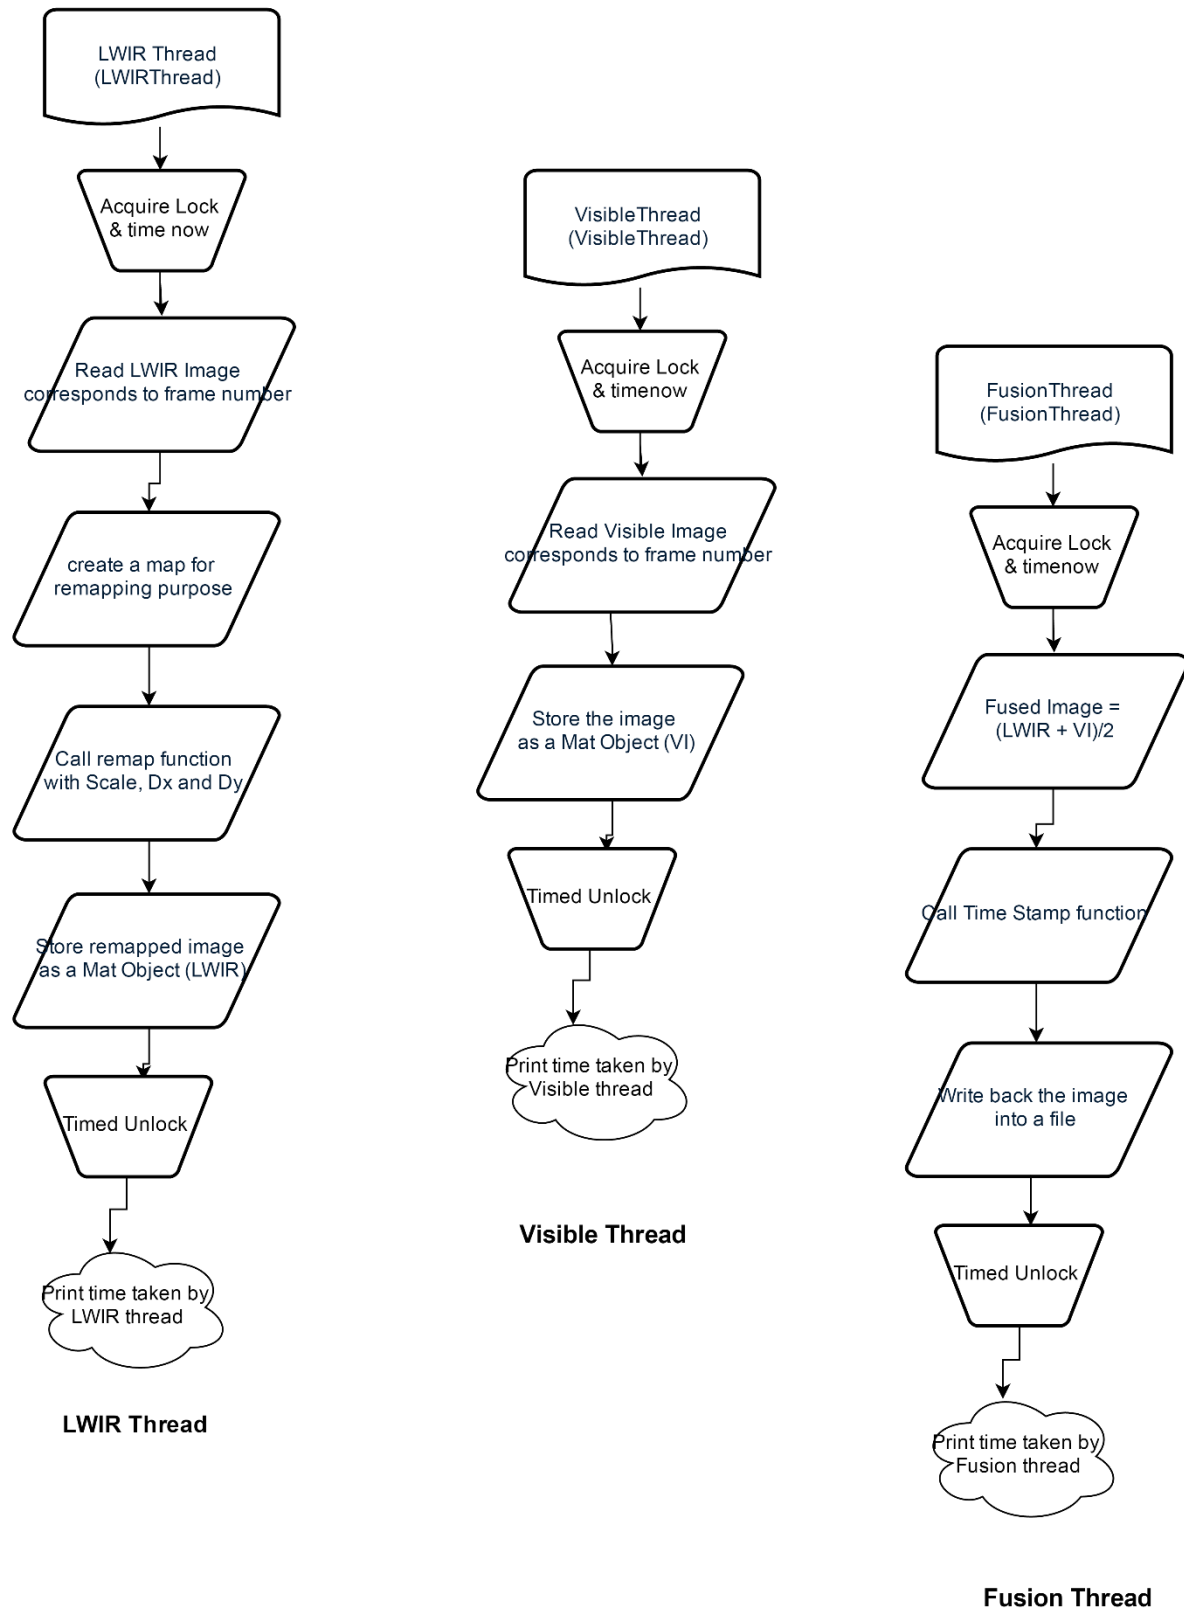 LWIR Thread
(LWIRThread)
Acquire Lock
& time now
Read LWIR Image
corresponds to frame number
create a map for
remapping purpose
Call remap function
with Scale, Dx and Dy
Store remapped image
as a Mat Object (LWIR)
Timed Unlock
Print time taken by
LWIR thread
LWIR Thread
VisibleThread
(VisibleThread)
Acquire Lock
& timenow
Read Visible Image
corresponds to frame number
Store the image
as a Mat Object (VI)
Timed Unlock
Print time taken by
Visible thread
Visible Thread
FusionThread
(FusionThread)
Acquire Lock
& timenow
Fused Image =
(LWIR + VI)/2
Call Time Stamp function
Write back the image
into a file
Timed Unlock
Print time taken by
Fusion thread
Fusion Thread